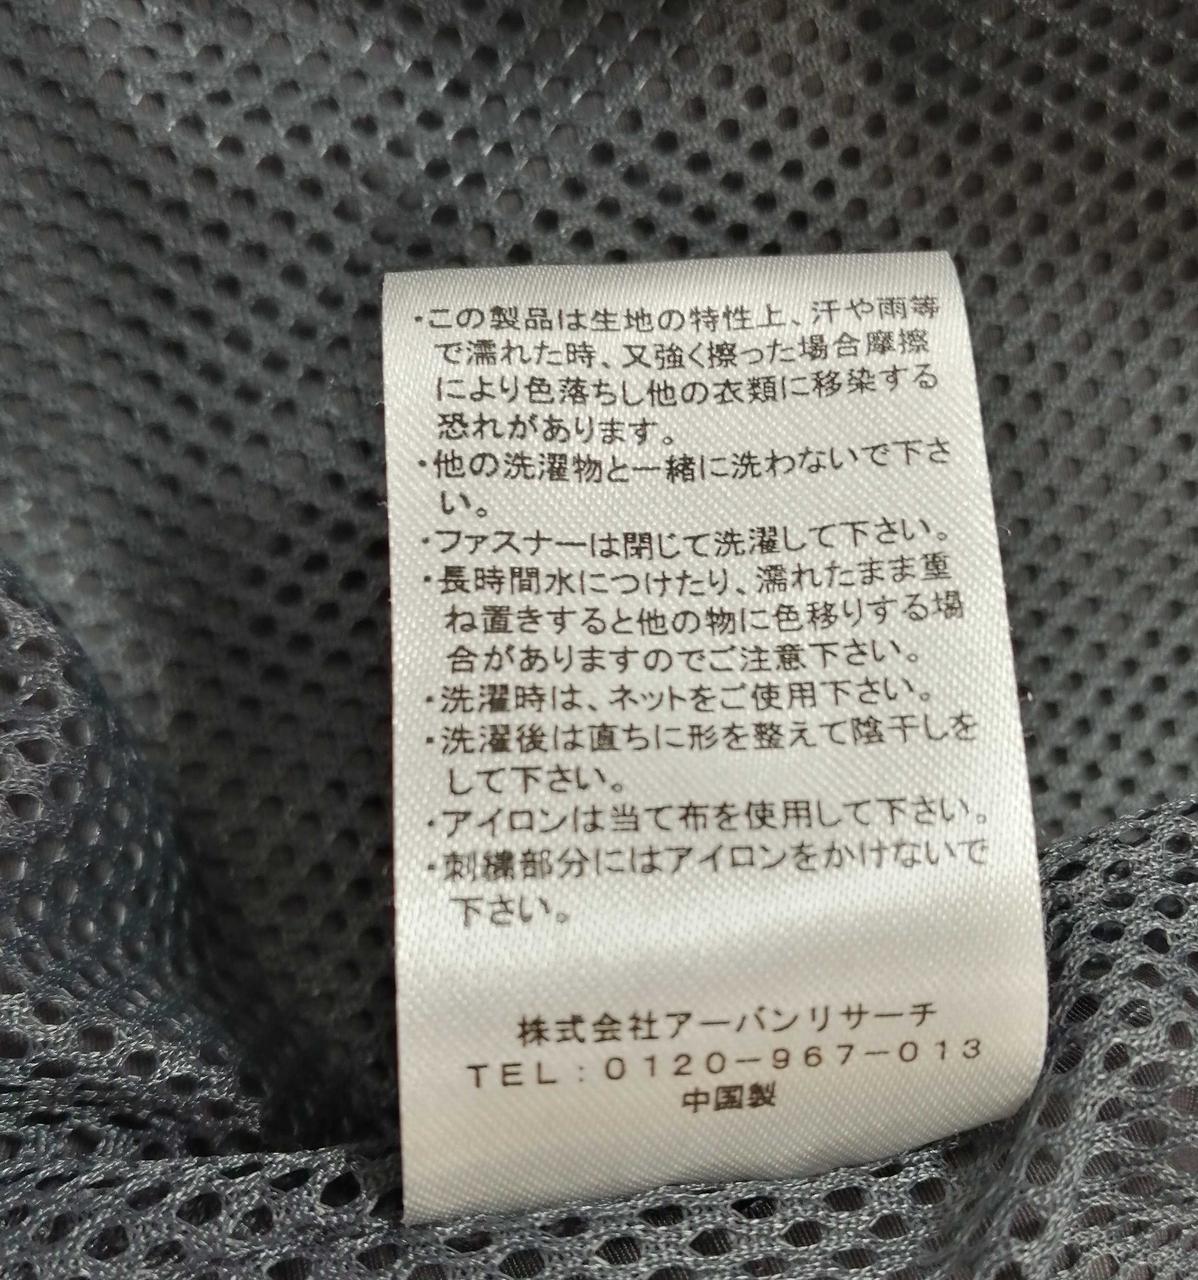 ・この製品は生地の特性上、汗や雨等
で濡れた時、又強く擦った場合摩擦
により色落ちし他の衣類に移染する
恐れがあります。
・他の洗濯物と一緒に洗わないで下さ
い。
・ファスナーは閉じて洗濯して下さい。
・長時間水につけたり、濡れたまま重
ね置きすると他の物に色移りする場
合がありますのでご注意下さい。
・洗濯時は、ネットをご使用下さい。
・洗濯後は直ちに形を整えて陰干しを
して下さい。
・アイロンは当て布を使用して下さい。
・刺繍部分にはアイロンをかけないで
下さい。
株式会社アーバンリサーチ
TEL:0120-967-013
中国製